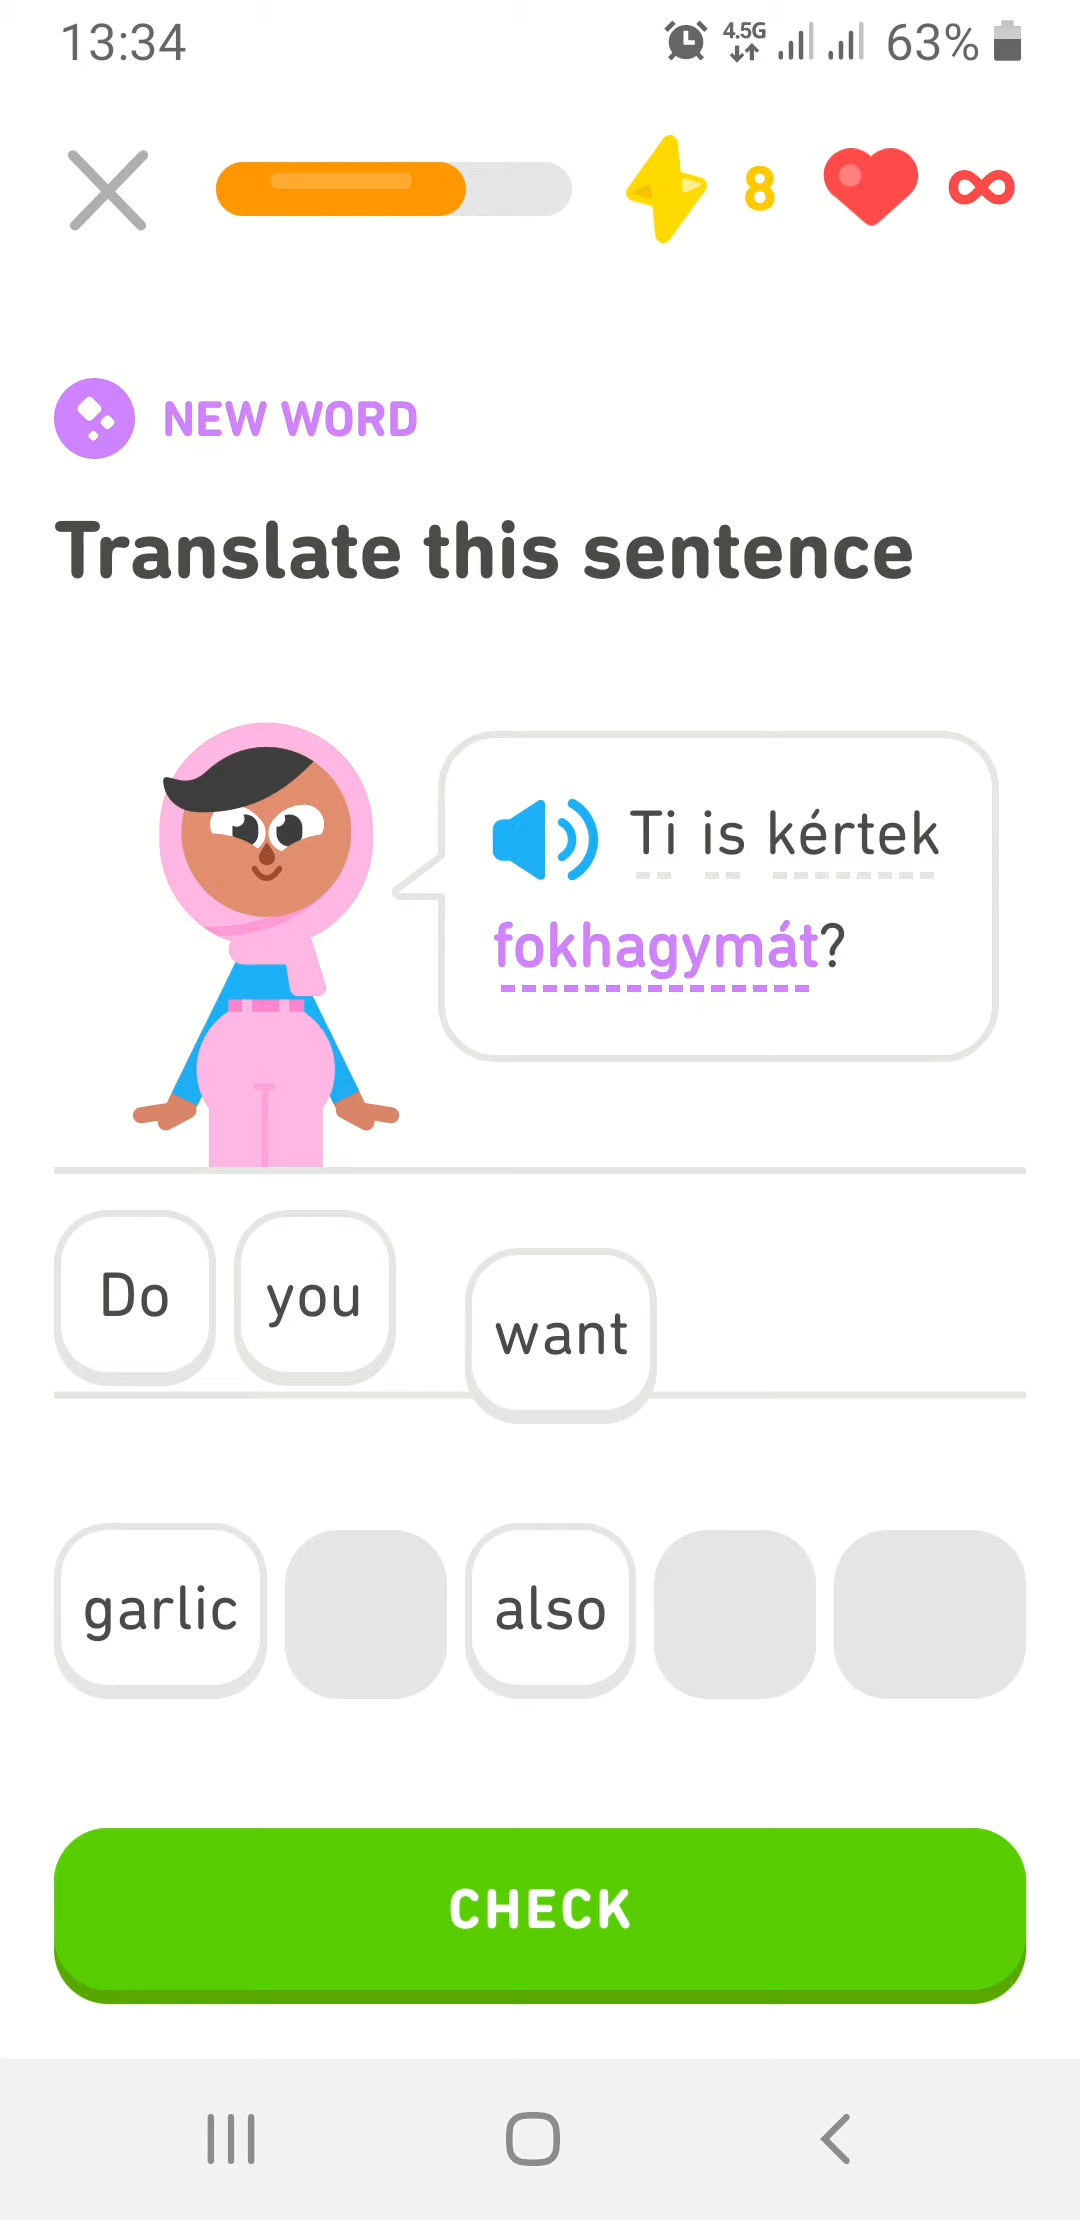 13:34
4.5G
63%
8
NEW WORD
Translate this sentence
Ti is kértek
fokhagymát?
Do you want
garlic also
CHECK